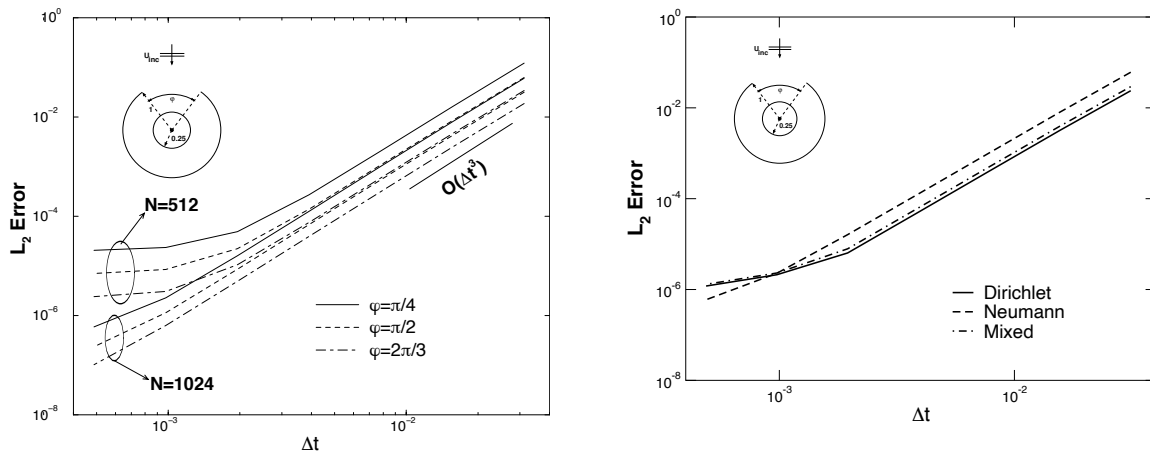 10^0
10^-2
10^-4
10^-6
10^-8
L_2 Error
u_inc
φ
1
0.25
N=512
N=1024
O(Δt^3)
φ=π/4
φ=π/2
φ=2π/3
10^-3
10^-2
Δt
10^0
10^-2
10^-4
10^-6
10^-8
L_2 Error
u_inc
φ
1
0.25
Dirichlet
Neumann
Mixed
10^-3
10^-2
Δt